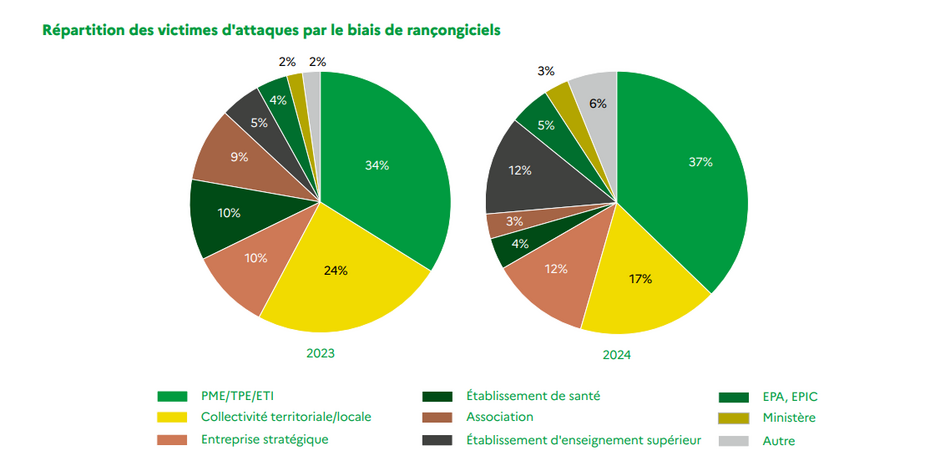 Répartition des victimes d'attaques par le biais de rançongiciels
2% 2%
4%
5%
9%
34%
10%
10%
24%
2023
3%
6%
5%
37%
12%
3%
4%
12%
17%
2024
PME/TPE/ETI
Collectivité territoriale/locale
Entreprise stratégique
Établissement de santé
Association
Établissement d'enseignement supérieur
EPA, EPIC
Ministère
Autre